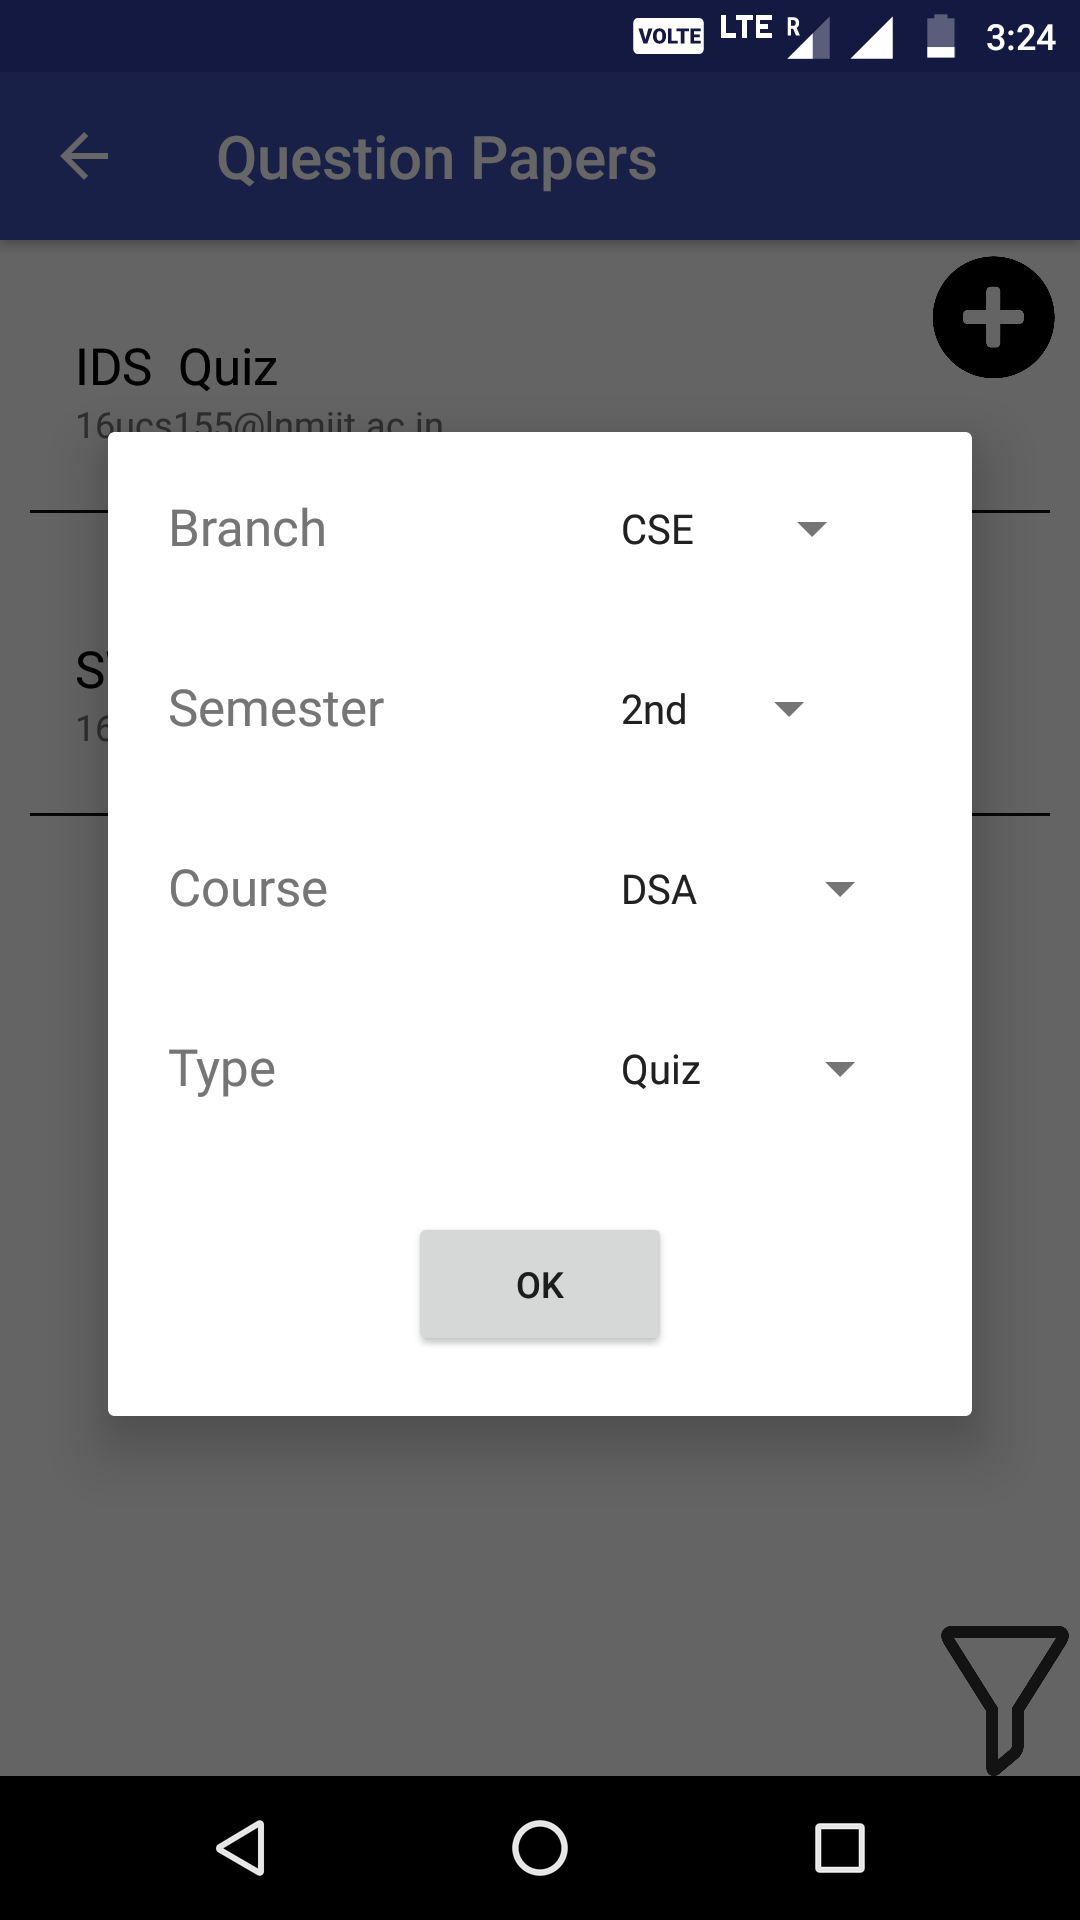 VOLTE LTE R 3:24
Question Papers
IDS Quiz
16ucs155@lnmiit.ac.in
Branch CSE
S
16
Semester 2nd
Course DSA
Type Quiz
OK